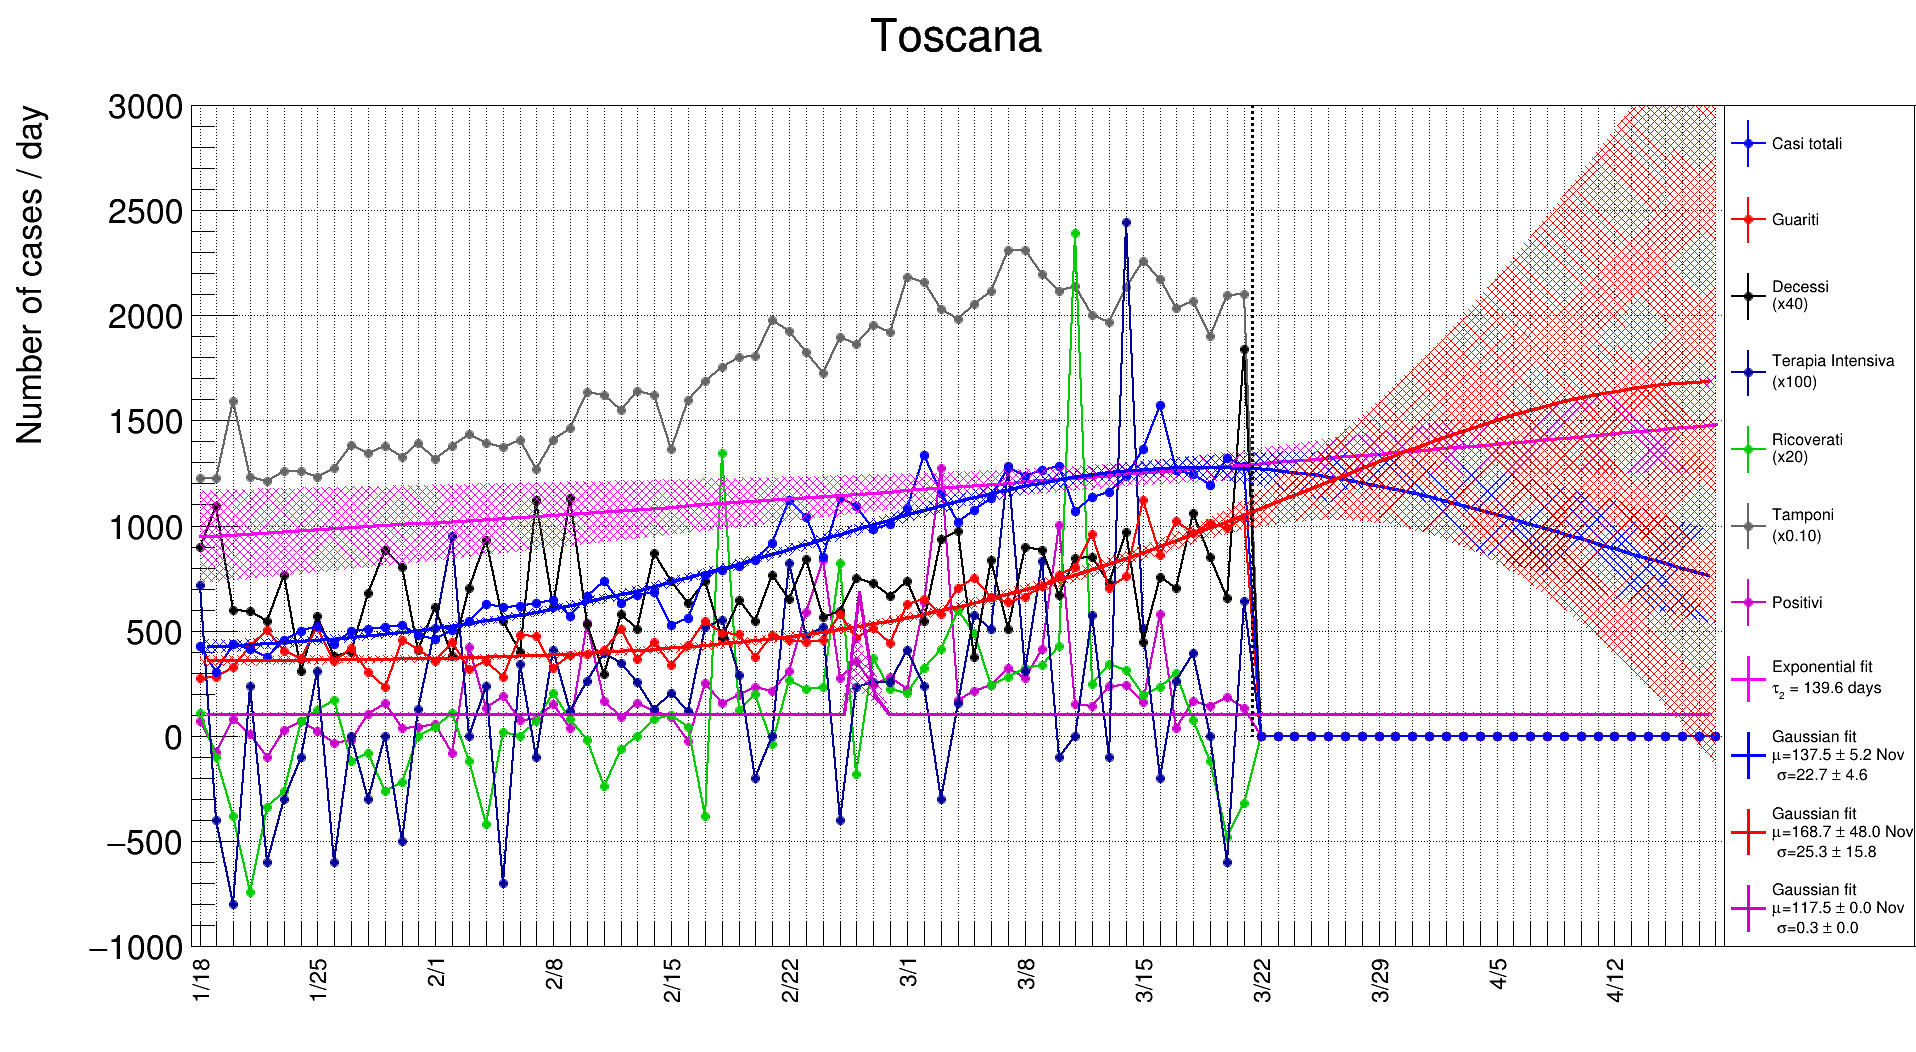 Toscana
Number of cases / day
3000
2500
2000
1500
1000
500
0
−500
−1000
1/18
1/25
2/1
2/8
2/15
2/22
3/1
3/8
3/15
3/22
3/29
4/5
4/12
Casi totali
Guariti
Decessi
(x40)
Terapia Intensiva
(x100)
Ricoverati
(x20)
Tamponi
(x0.10)
Positivi
Exponential fit
τ2 = 139.6 days
Gaussian fit
μ=137.5 ± 5.2 Nov
σ=22.7 ± 4.6
Gaussian fit
μ=168.7 ± 48.0 Nov
σ=25.3 ± 15.8
Gaussian fit
μ=117.5 ± 0.0 Nov
σ=0.3 ± 0.0